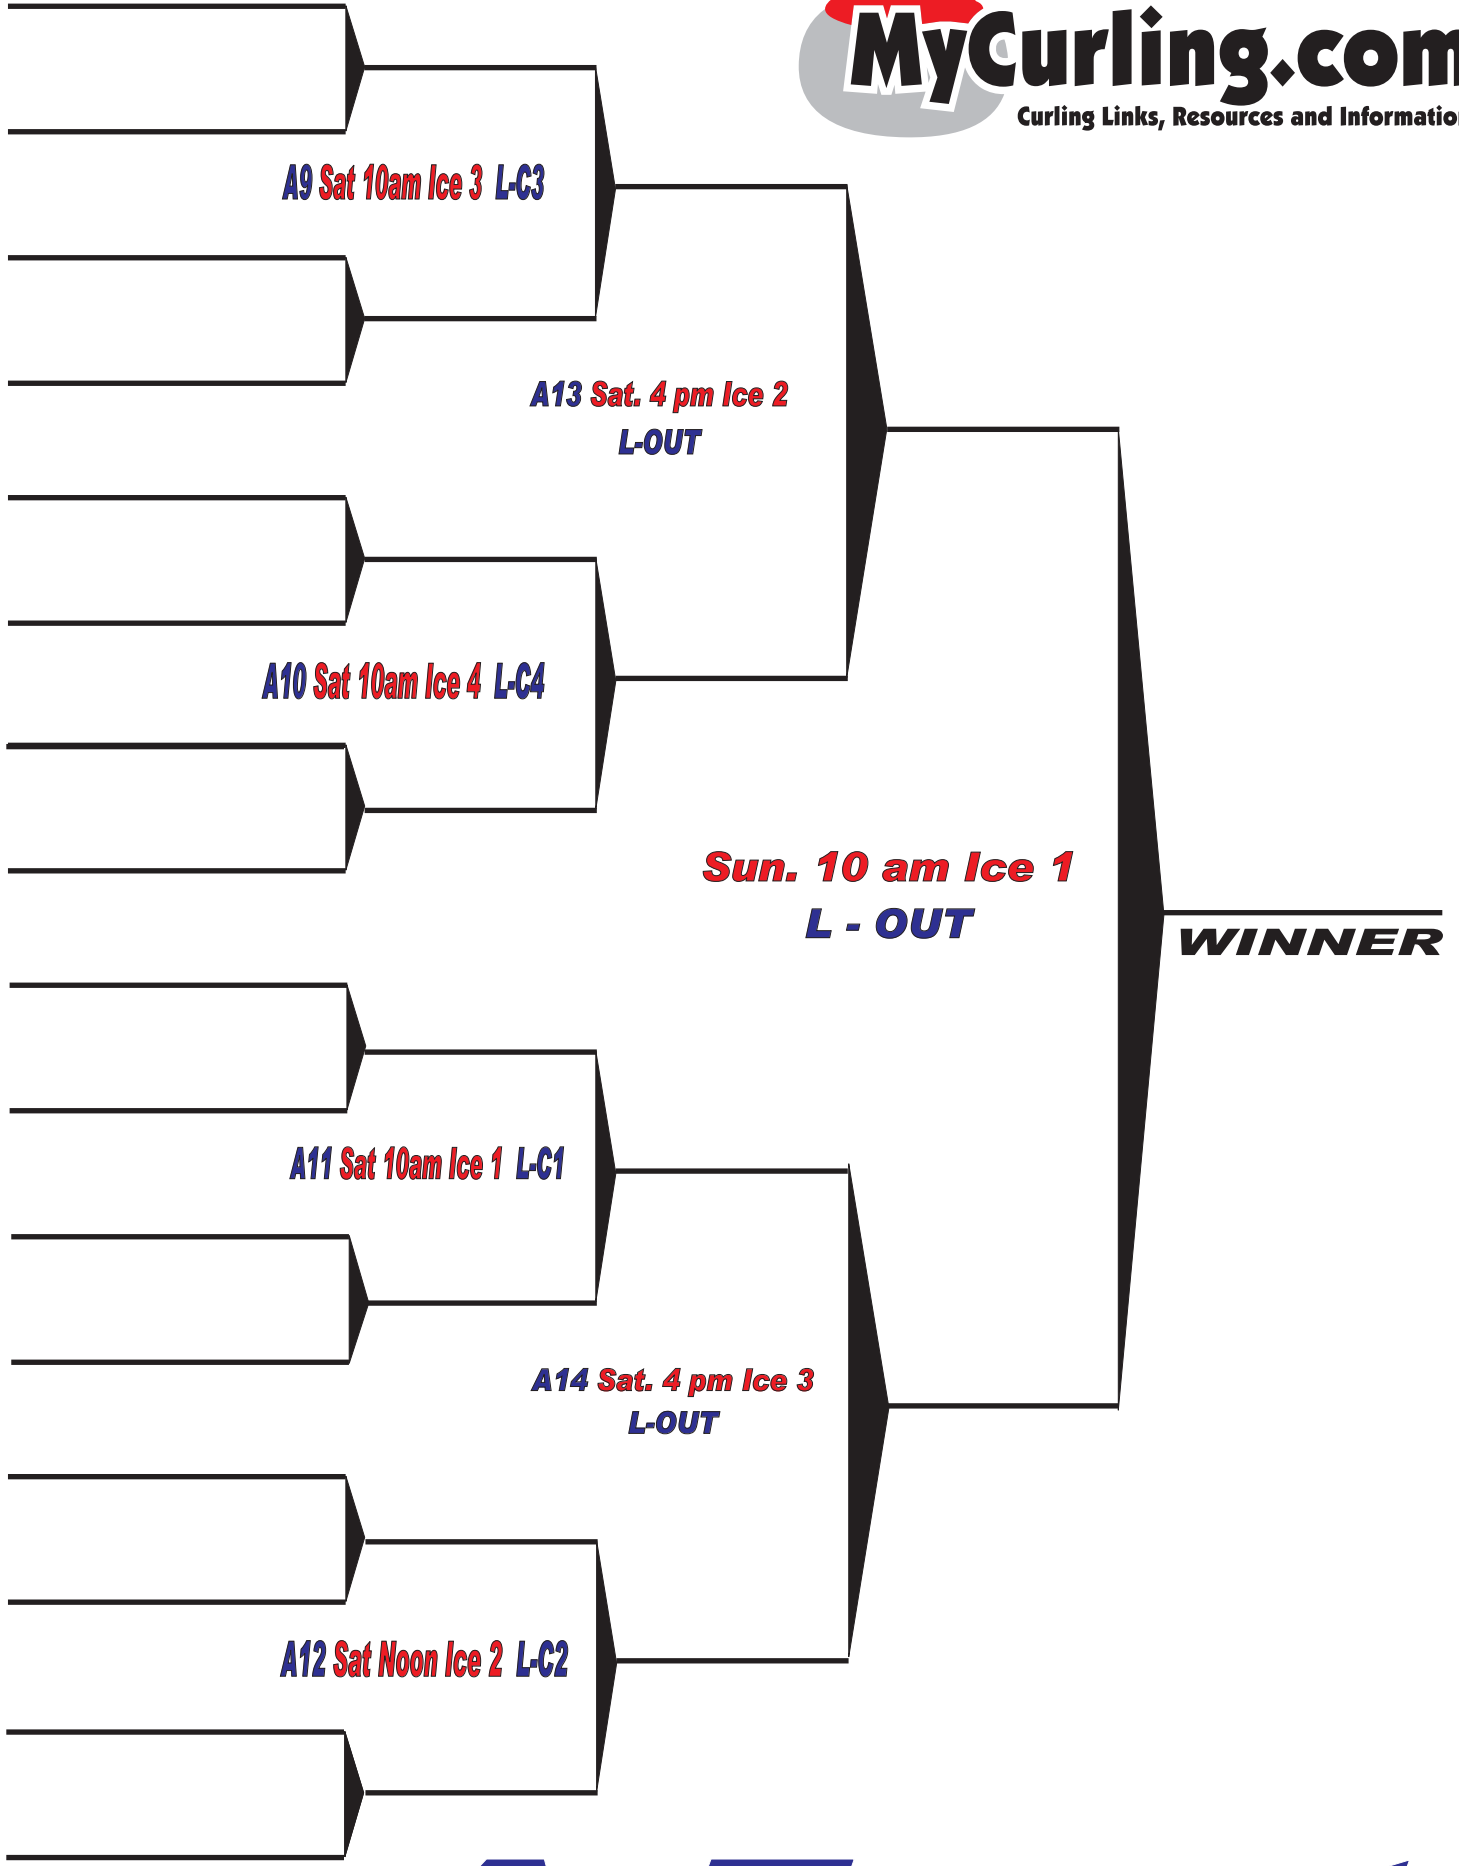 MyCurling.com
Curling Links, Resources and Informatio
A9 Sat 10am Ice 3 L-C3
A13 Sat. 4 pm Ice 2
L-OUT
A10 Sat 10am Ice 4 L-C4
Sun. 10 am Ice 1
L - OUT
WINNER
A11 Sat 10am Ice 1 L-C1
A14 Sat. 4 pm Ice 3
L-OUT
A12 Sat Noon Ice 2 L-C2